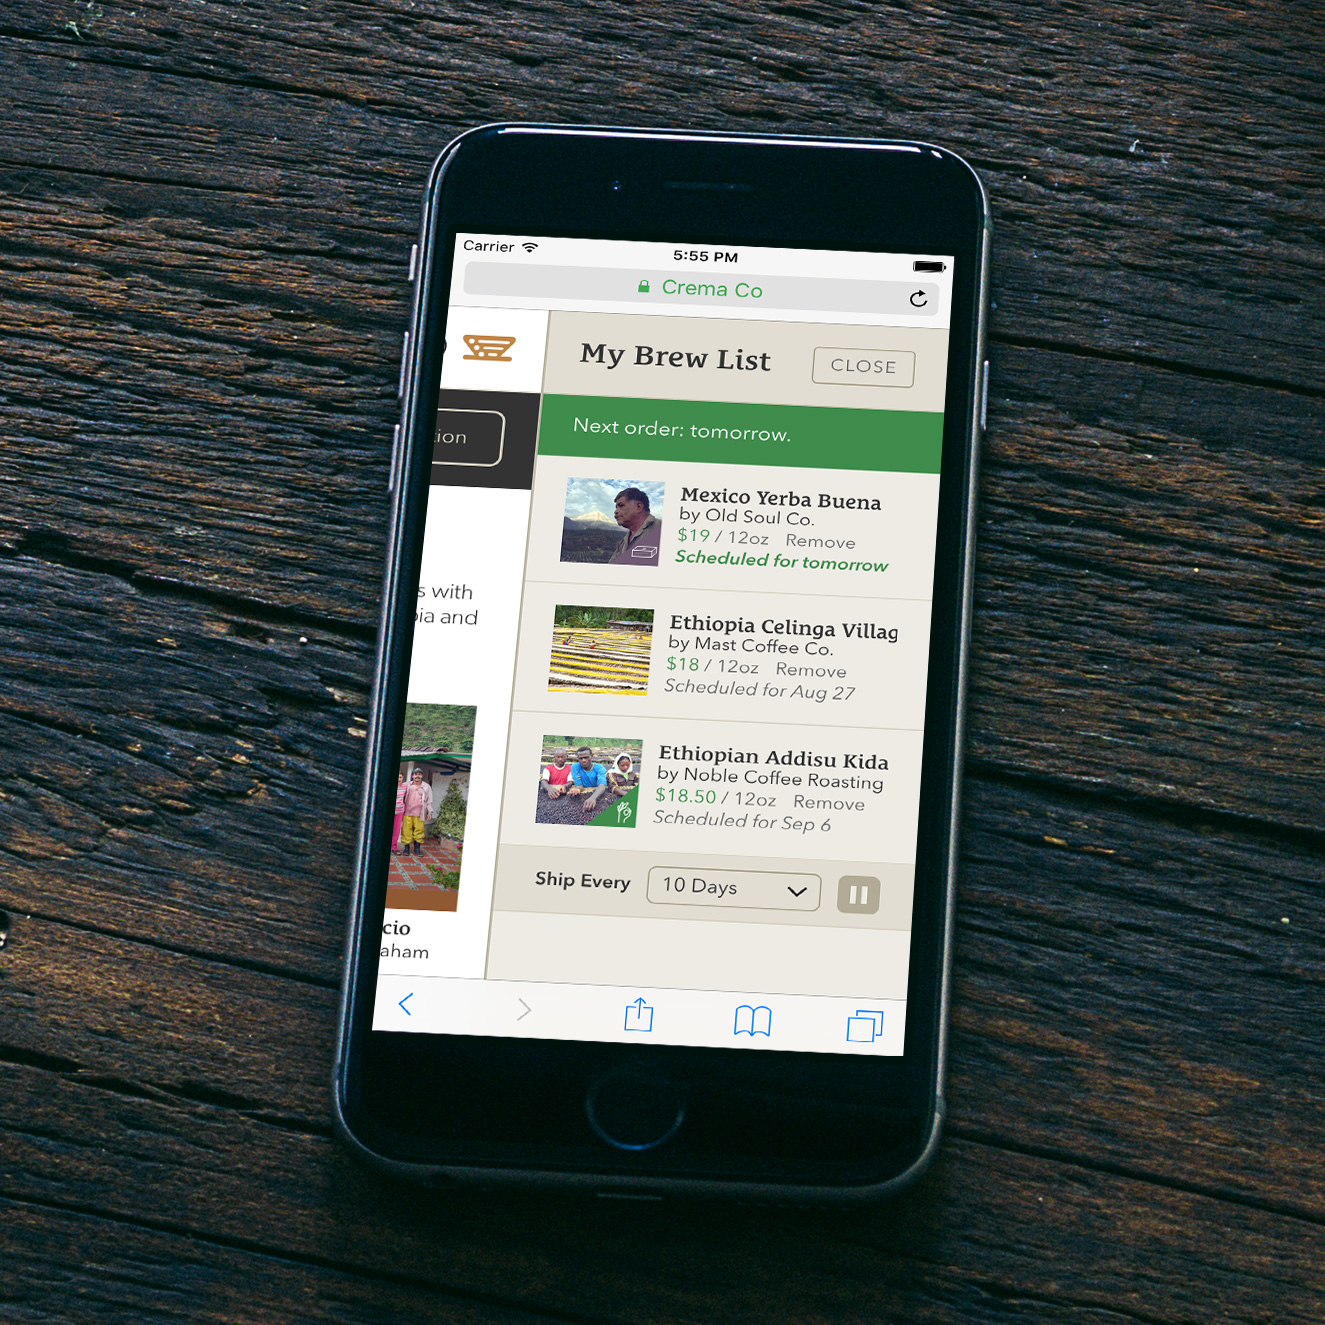 Carrier
5:55 PM
Crema Co
My Brew List
CLOSE
Next order: tomorrow.
Mexico Yerba Buena
by Old Soul Co.
$19 / 12oz Remove
Scheduled for tomorrow
Ethiopia Celinga Villag
by Mast Coffee Co.
$18 / 12oz Remove
Scheduled for Aug 27
Ethiopian Addisu Kida
by Noble Coffee Roasting
$18.50 / 12oz Remove
Scheduled for Sep 6
Ship Every
10 Days
tion
s with
bia and
cio
aham